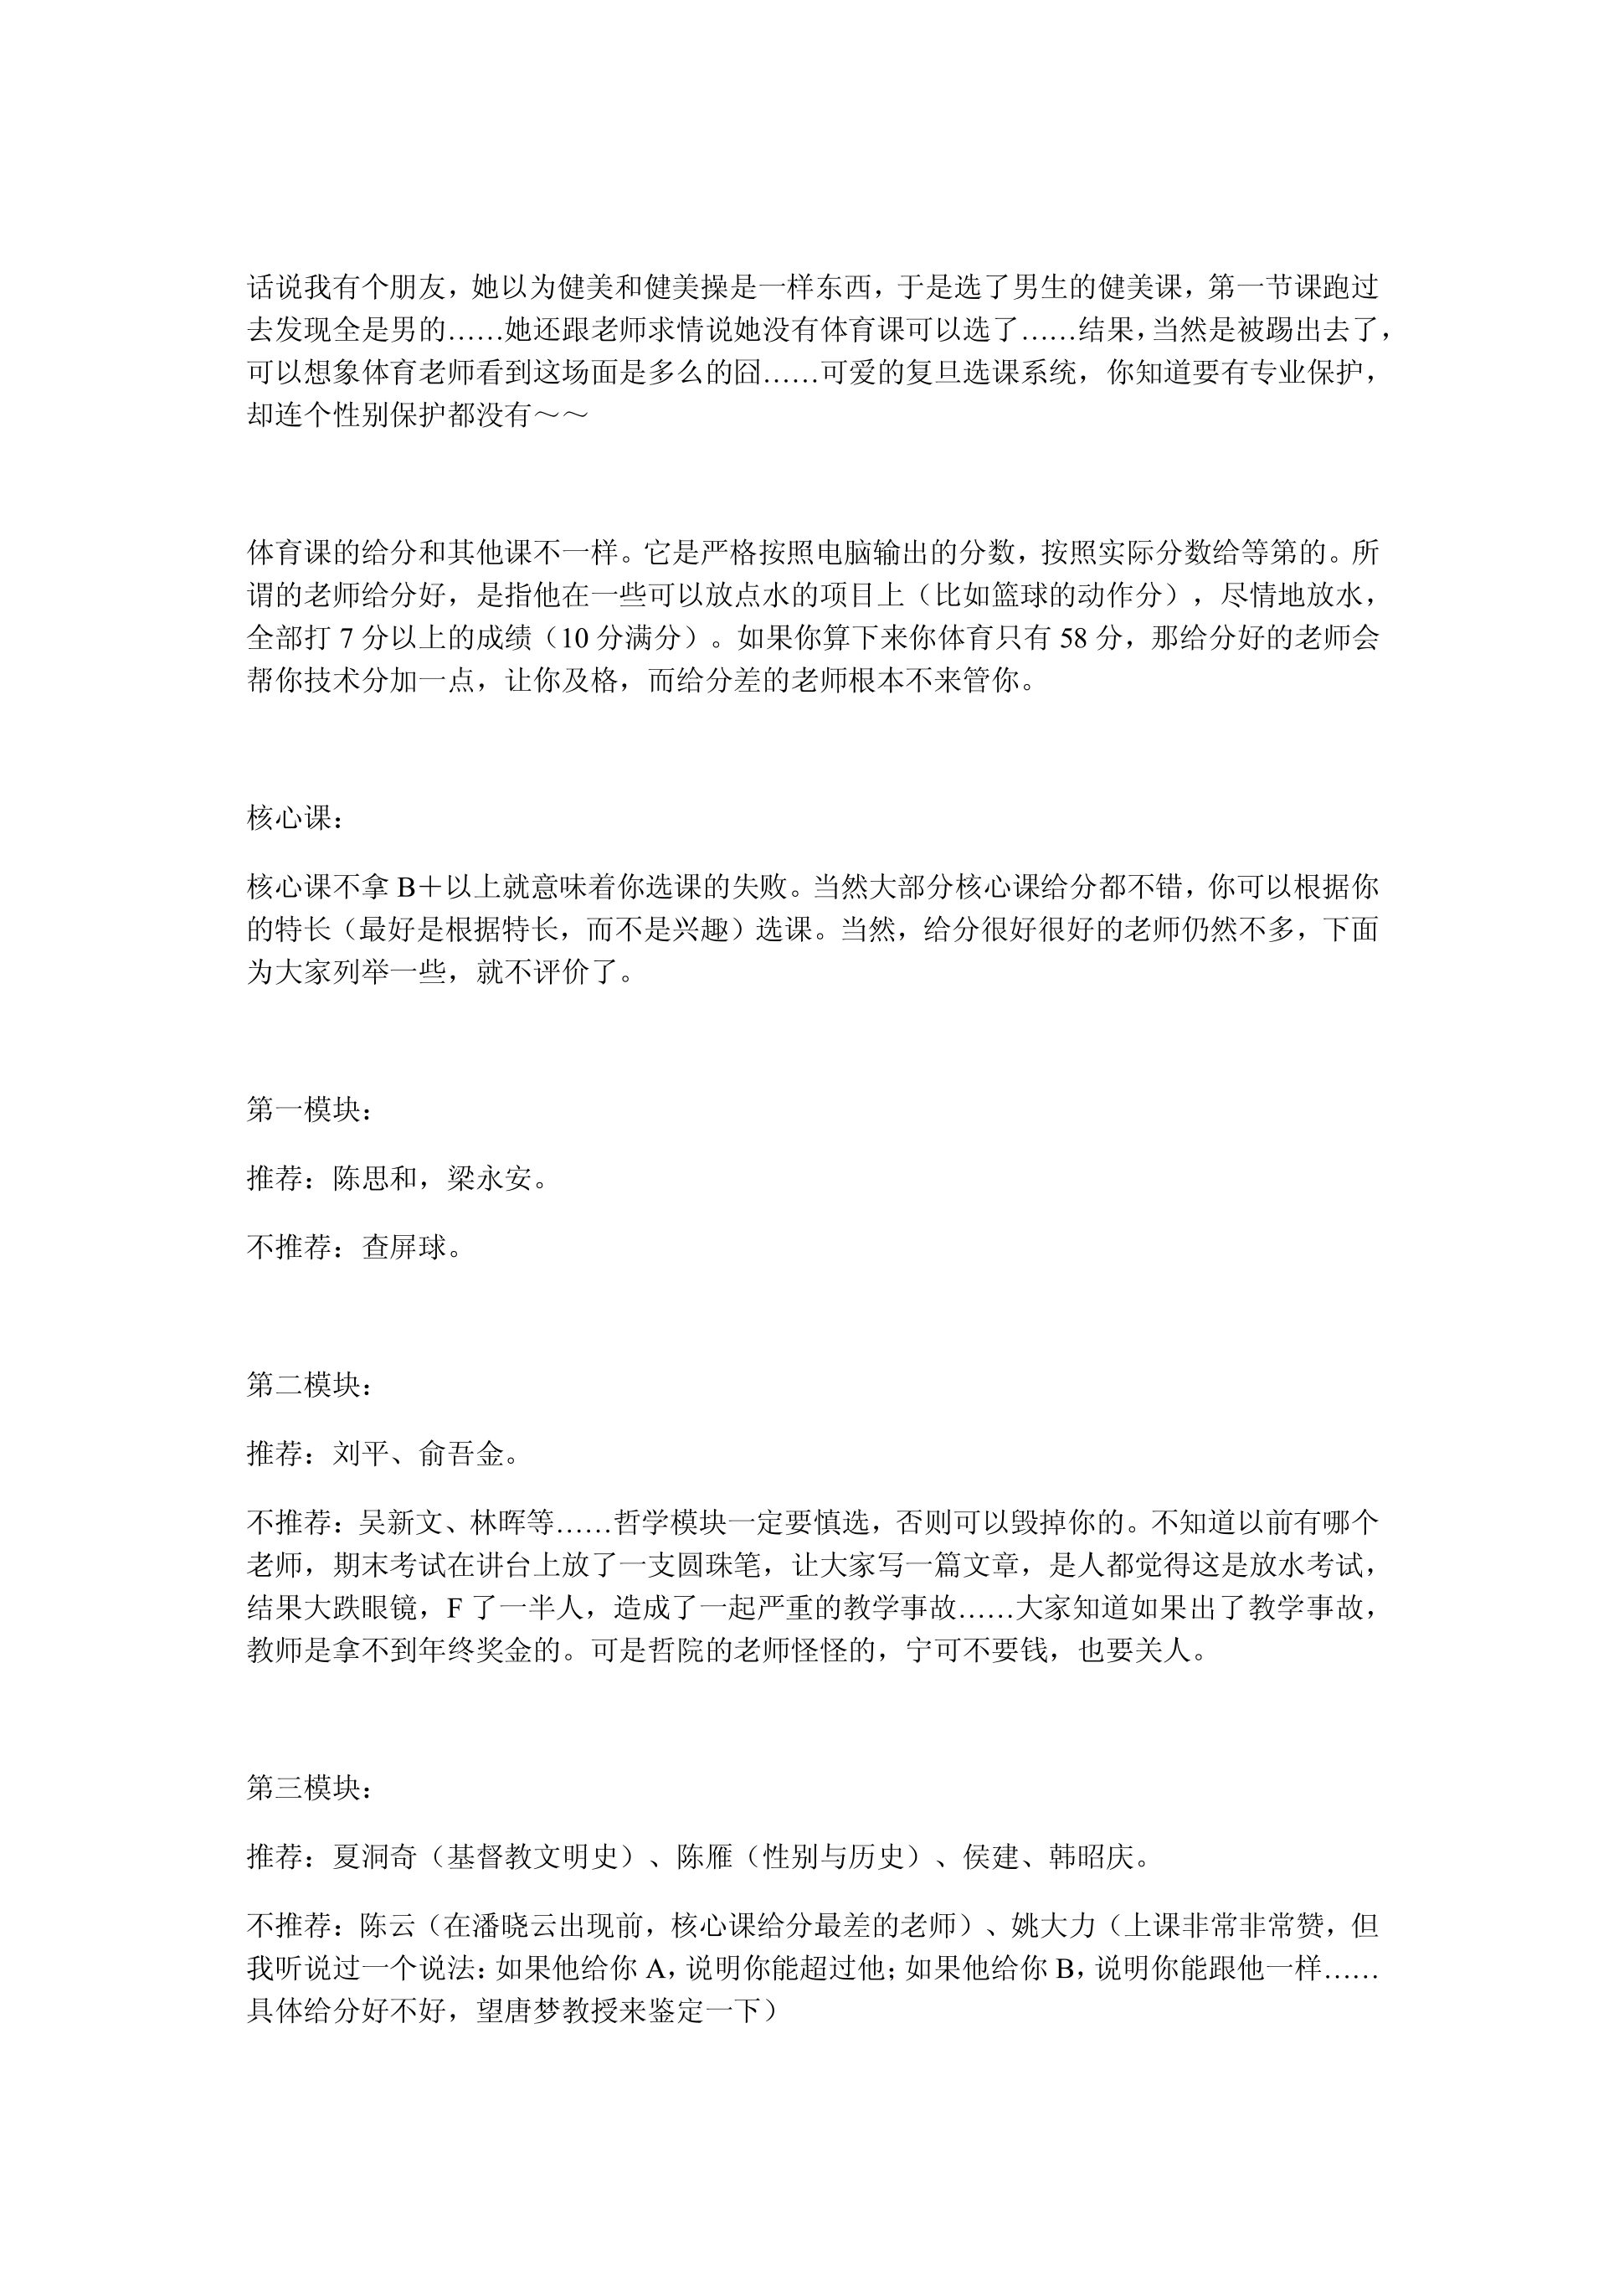 话说我有个朋友，她以为健美和健美操是一样东西，于是选了男生的健美课，第一节课跑过
去发现全是男的……她还跟老师求情说她没有体育课可以选了……结果，当然是被踢出去了，
可以想象体育老师看到这场面是多么的囧……可爱的复旦选课系统，你知道要有专业保护，
却连个性别保护都没有～～
体育课的给分和其他课不一样。它是严格按照电脑输出的分数，按照实际分数给等第的。所
谓的老师给分好，是指他在一些可以放点水的项目上（比如篮球的动作分），尽情地放水，
全部打 7 分以上的成绩（10 分满分）。如果你算下来你体育只有 58 分，那给分好的老师会
帮你技术分加一点，让你及格，而给分差的老师根本不来管你。
核心课：
核心课不拿 B＋以上就意味着你选课的失败。当然大部分核心课给分都不错，你可以根据你
的特长（最好是根据特长，而不是兴趣）选课。当然，给分很好很好的老师仍然不多，下面
为大家列举一些，就不评价了。
第一模块：
推荐：陈思和，梁永安。
不推荐：查屏球。
第二模块：
推荐：刘平、俞吾金。
不推荐：吴新文、林晖等……哲学模块一定要慎选，否则可以毁掉你的。不知道以前有哪个
老师，期末考试在讲台上放了一支圆珠笔，让大家写一篇文章，是人都觉得这是放水考试，
结果大跌眼镜，F 了一半人，造成了一起严重的教学事故……大家知道如果出了教学事故，
教师是拿不到年终奖金的。可是哲院的老师怪怪的，宁可不要钱，也要关人。
第三模块：
推荐：夏洞奇（基督教文明史）、陈雁（性别与历史）、侯建、韩昭庆。
不推荐：陈云（在潘晓云出现前，核心课给分最差的老师）、姚大力（上课非常非常赞，但
我听说过一个说法：如果他给你 A，说明你能超过他；如果他给你 B，说明你能跟他一样……
具体给分好不好，望唐梦教授来鉴定一下）